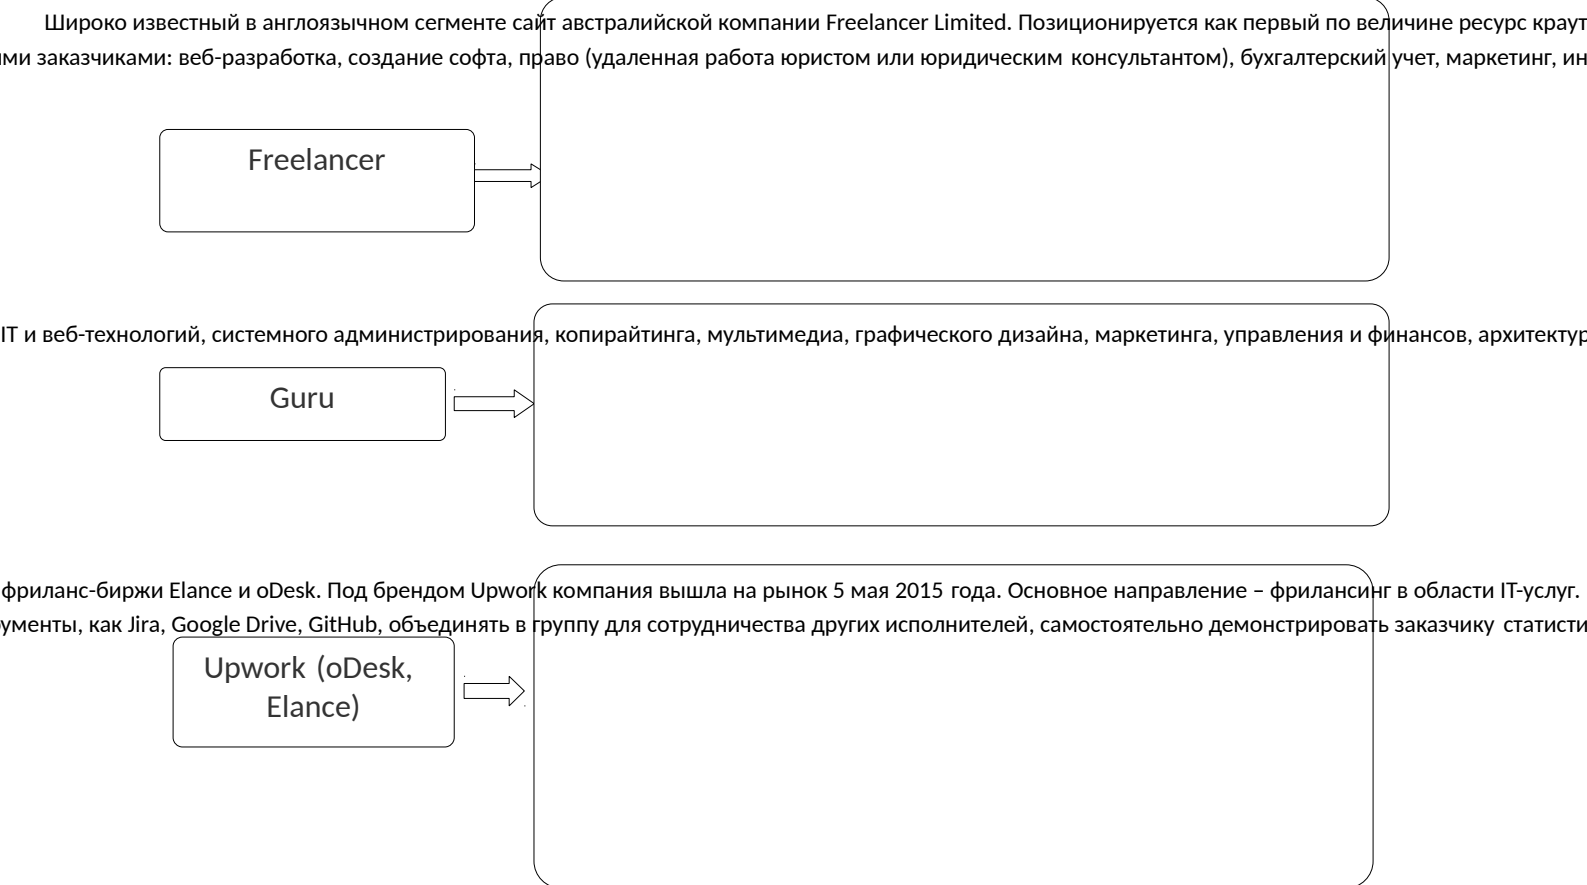 Широко известный в англоязычном сегменте сайт австралийской компании Freelancer Limited. Позиционируется как первый по величине ресурс краут
ми заказчиками: веб-разработка, создание софта, право (удаленная работа юристом или юридическим консультантом), бухгалтерский учет, маркетинг, ин
Freelancer
IT и веб-технологий, системного администрирования, копирайтинга, мультимедиа, графического дизайна, маркетинга, управления и финансов, архитектур
Guru
фриланс-биржи Elance и oDesk. Под брендом Upwork компания вышла на рынок 5 мая 2015 года. Основное направление – фрилансинг в области IT-услуг.
ументы, как Jira, Google Drive, GitHub, объединять в группу для сотрудничества других исполнителей, самостоятельно демонстрировать заказчику статисти
Upwork (oDesk,
Elance)